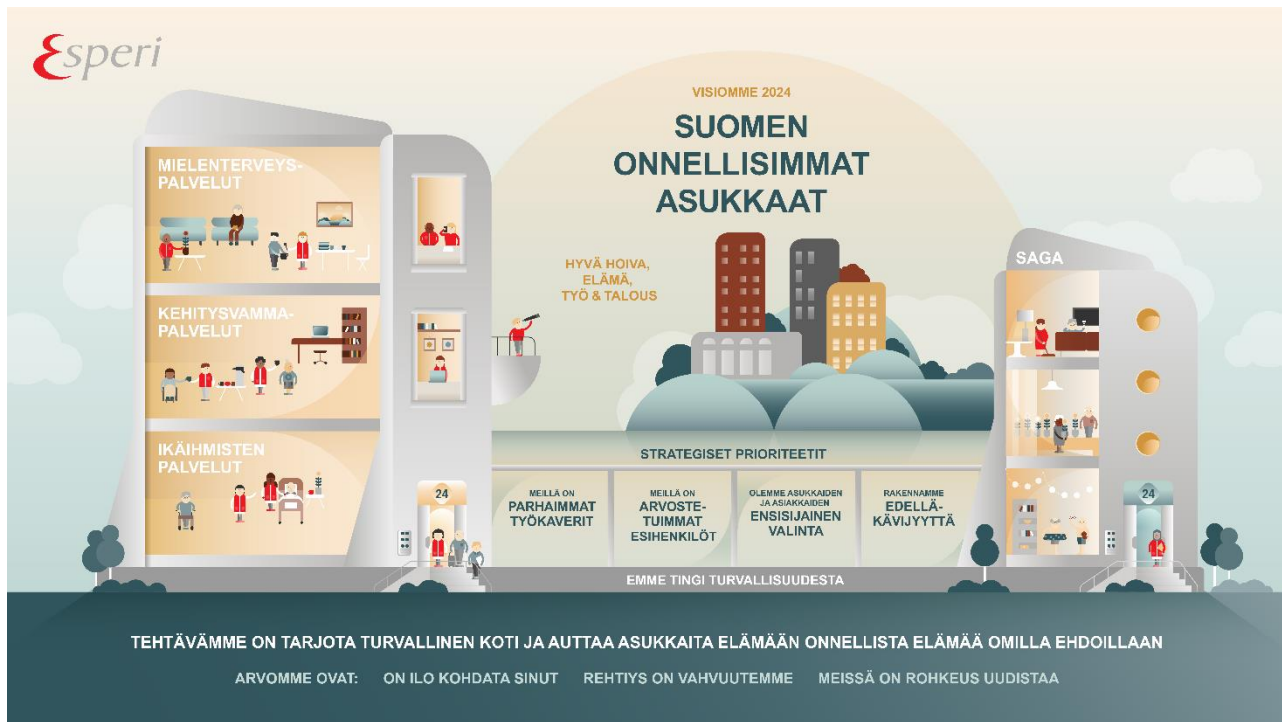 Esperi
VISIOMME 2024
SUOMEN
ONNELLISIMMAT
ASUKKAAT
HYVÄ HOIVA,
ELÄMÄ,
TYÖ & TALOUS
MIELENTERVEYS-
PALVELUT
KEHITYSVAMMA-
PALVELUT
IKÄIHMISTEN
PALVELUT
24
SAGA
24
STRATEGISET PRIORITEETIT
MEILLÄ ON
PARHAIMMAT
TYÖKAVERIT
MEILLÄ ON
ARVOSTE-
TUIMMAT
ESIHENKILÖT
OLEMME ASUKKAIDEN
JA ASIAKKAIDEN
ENSISIJAINEN
VALINTA
RAKENNAMME
EDELLÄ-
KÄVIJYYTTÄ
EMME TINGI TURVALLISUUDESTA
TEHTÄVÄMME ON TARJOTA TURVALLINEN KOTI JA AUTTAA ASUKKAITA ELÄMÄÄN ONNELLISTA ELÄMÄÄ OMILLA EHDOILLAAN
ARVOMME OVAT: ON ILO KOHDATA SINUT REHTIYS ON VAHVUUTEMME MEISSÄ ON ROHKEUS UUDISTAA